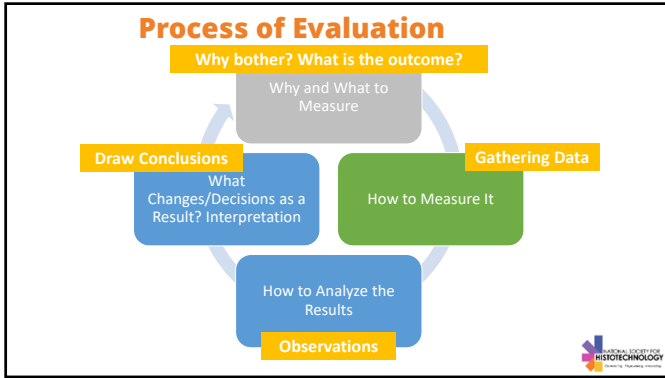 Process of Evaluation
Why bother? What is the outcome?
Why and What to
Measure
Draw Conclusions
Gathering Data
What
Changes/Decisions as a
Result? Interpretation
How to Measure It
How to Analyze the
Results
Observations
NATIONAL SOCIETY FOR
HISTOTECHNOLOGY